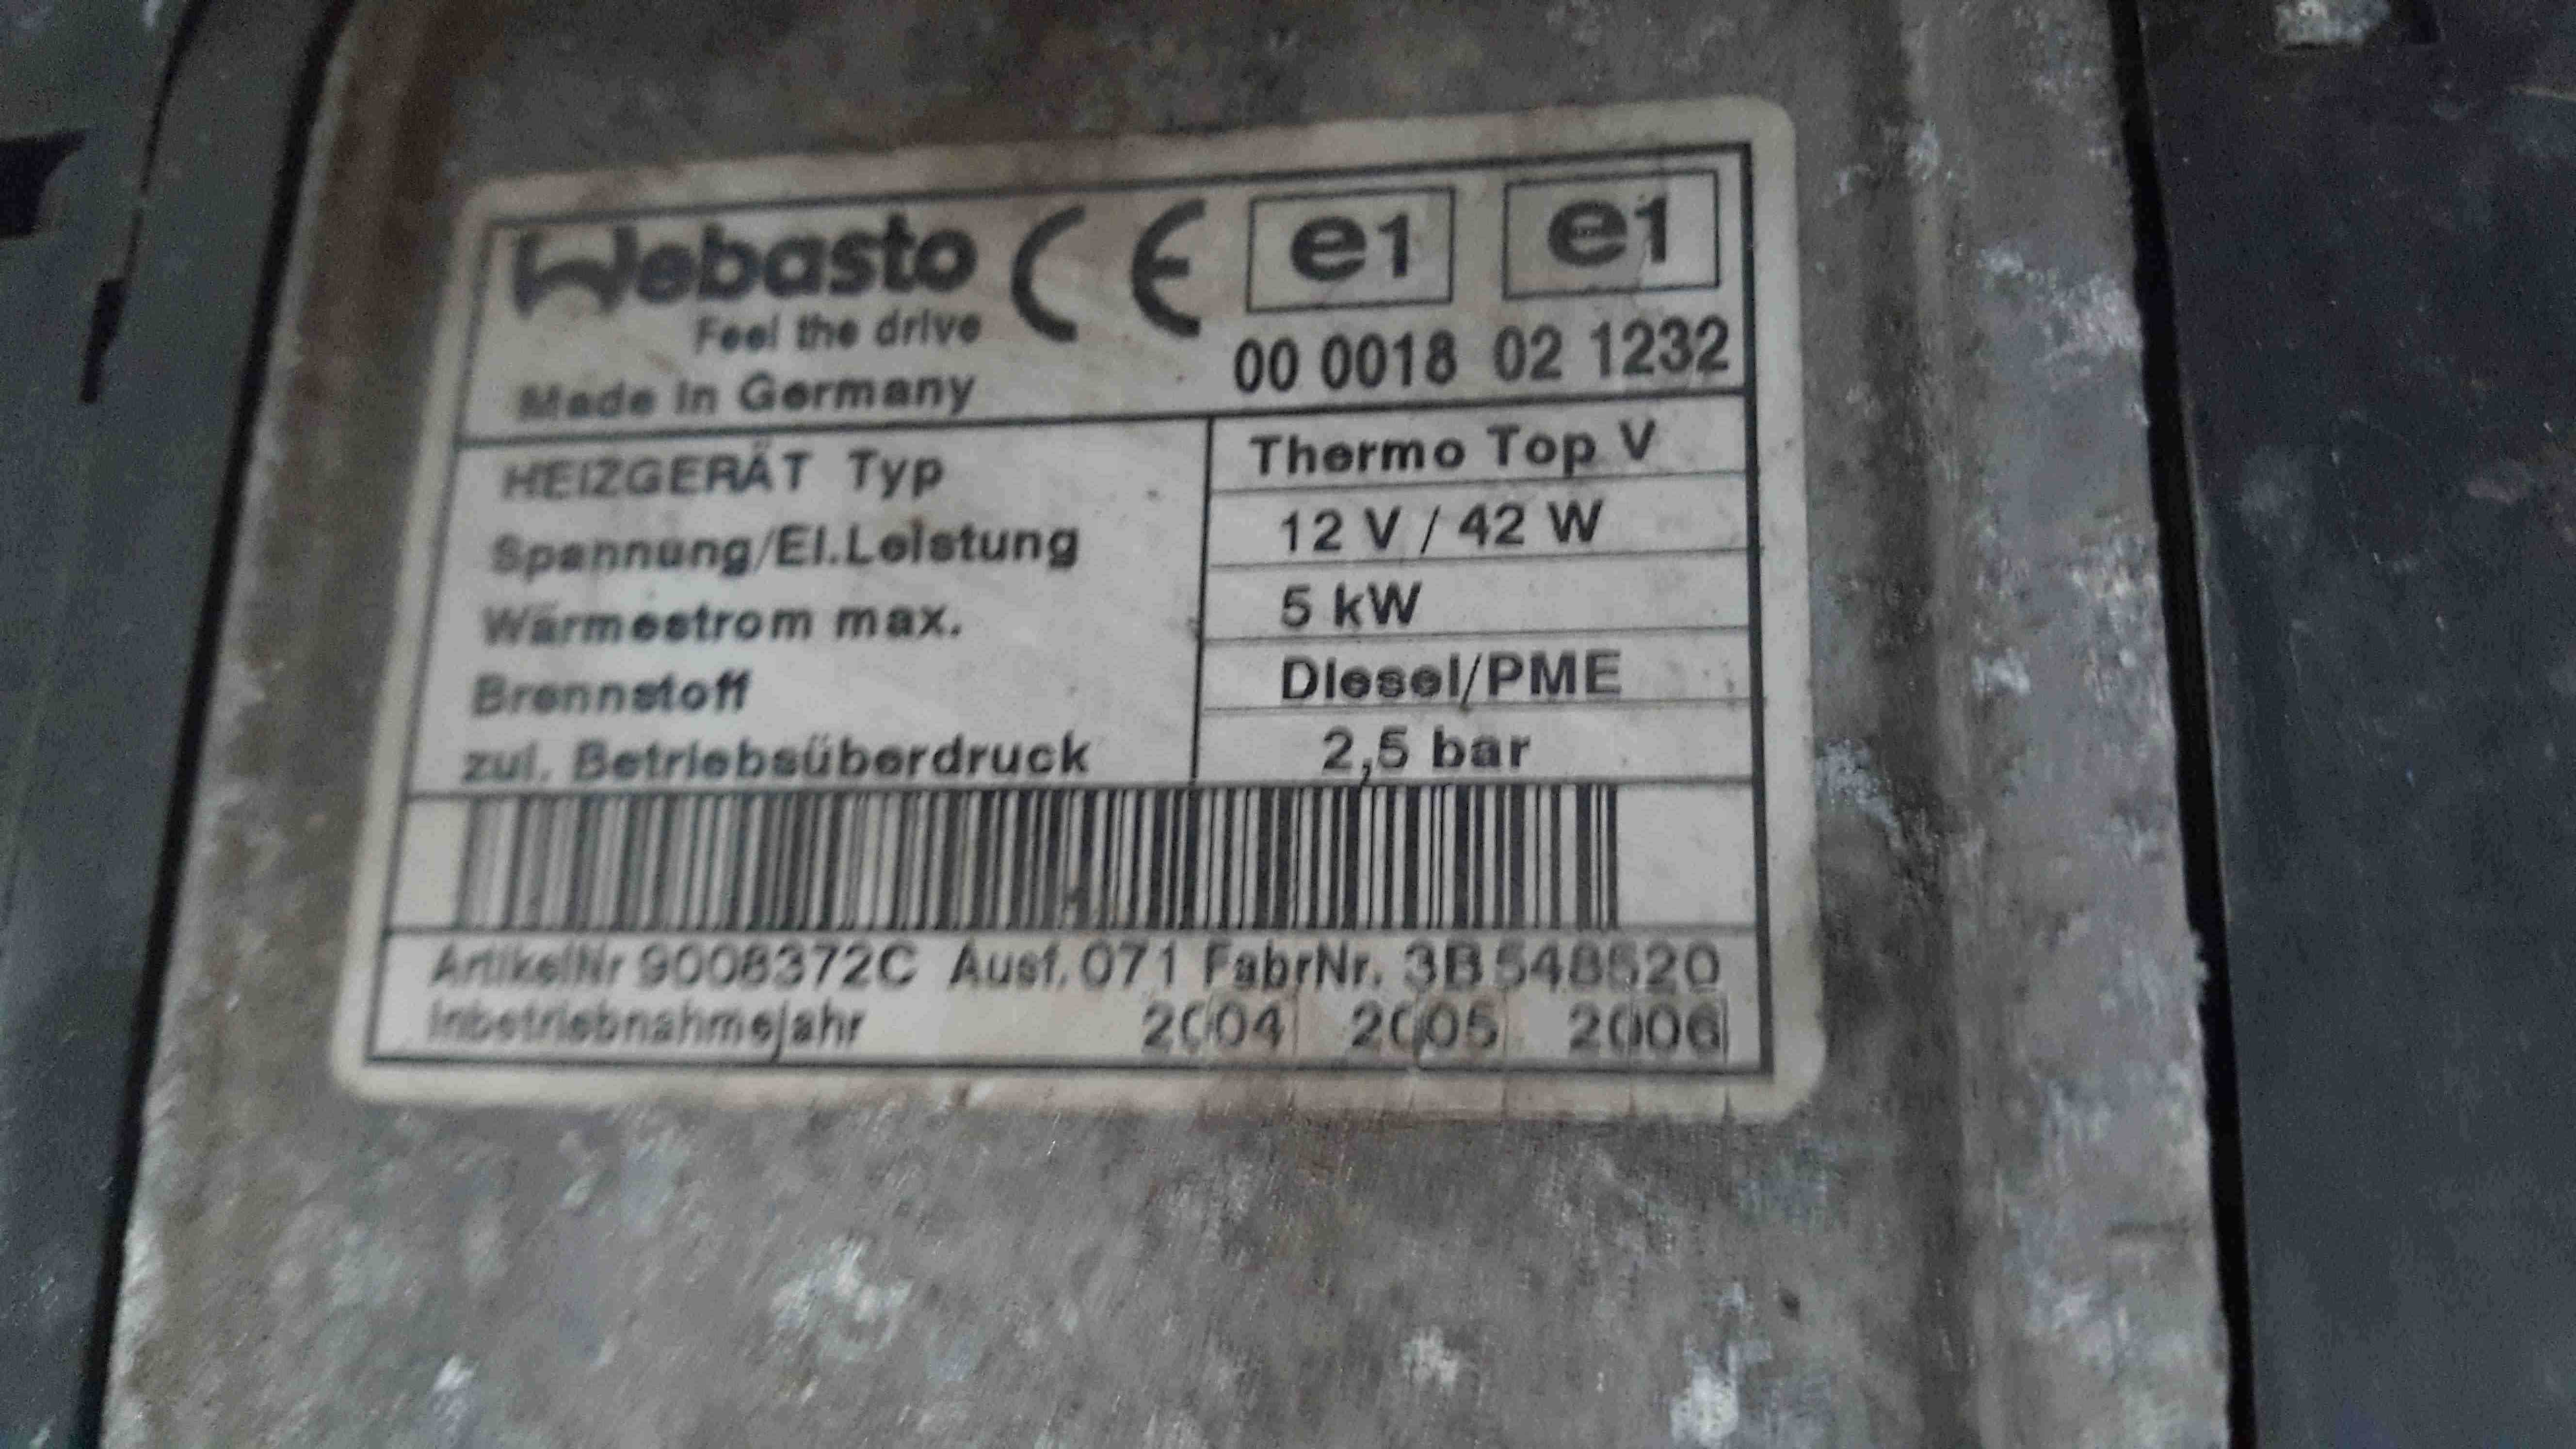 Webasto CE e1 e1
Feel the drive
00 0018 02 1232
Made in Germany
HEIZGERÄT Typ Thermo Top V
Spannung/El.Leistung 12 V / 42 W
Wärmestrom max. 5 kW
Brennstoff Diesel/PME
zul. Betriebsüberdruck 2,5 bar
ArtikelNr 9008372C Ausf. 071 FabrNr. 3B548520
Inbetriebnahmejahr 2004 2005 2006